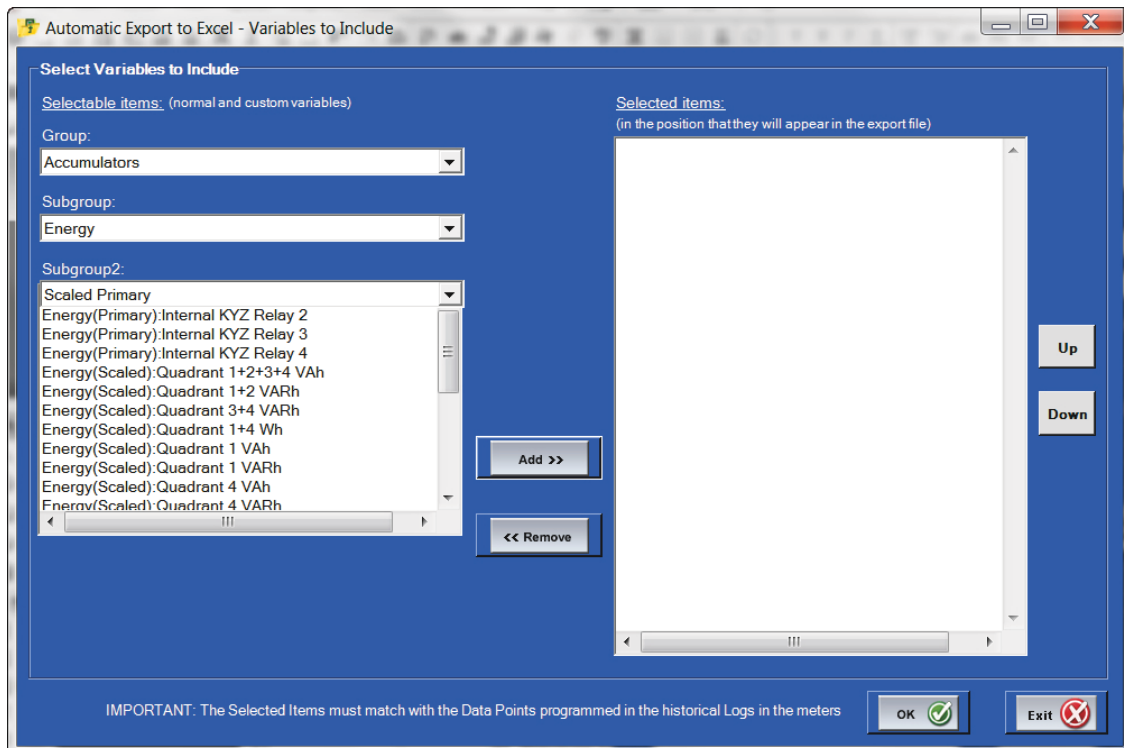 Automatic Export to Excel - Variables to Include
Select Variables to Include
Selectable items: (normal and custom variables)
Group:
Accumulators
Subgroup:
Energy
Subgroup2:
Scaled Primary
Energy(Primary):Internal KYZ Relay 2
Energy(Primary):Internal KYZ Relay 3
Energy(Primary):Internal KYZ Relay 4
Energy(Scaled):Quadrant 1+2+3+4 VAh
Energy(Scaled):Quadrant 1+2 VARh
Energy(Scaled):Quadrant 3+4 VARh
Energy(Scaled):Quadrant 1+4 Wh
Energy(Scaled):Quadrant 1 VAh
Energy(Scaled):Quadrant 1 VARh
Energy(Scaled):Quadrant 4 VAh
Energy(Scaled):Quadrant 4 VARh
Add >>
<< Remove
Selected items:
(in the position that they will appear in the export file)
Up
Down
IMPORTANT: The Selected Items must match with the Data Points programmed in the historical Logs in the meters
OK
Exit